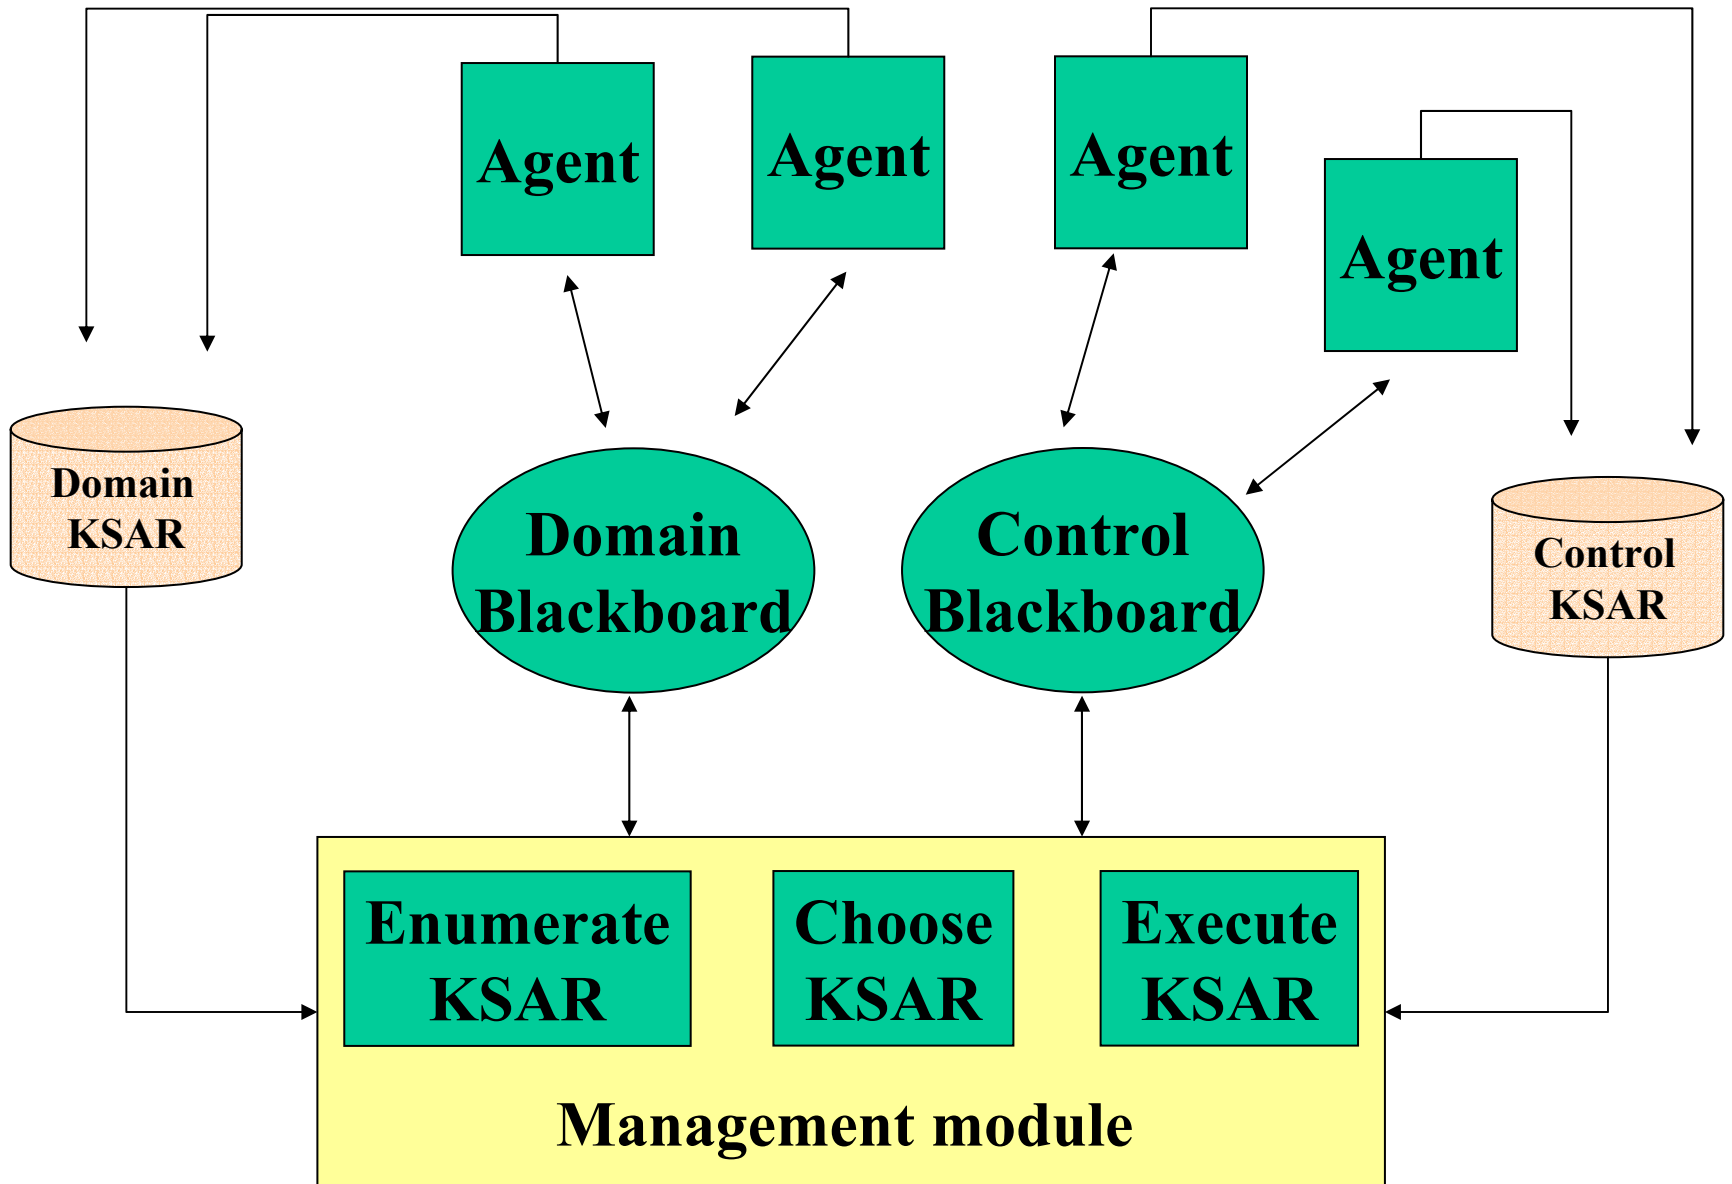 Agent
Agent
Agent
Agent
Domain
KSAR
Domain
Blackboard
Control
Blackboard
Control
KSAR
Enumerate
KSAR
Choose
KSAR
Execute
KSAR
Management module